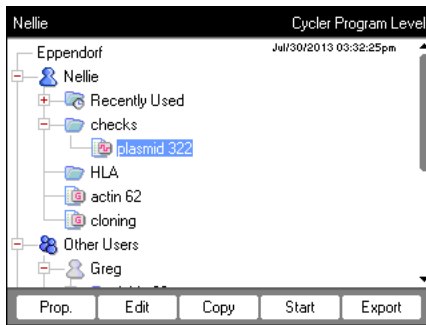 Nellie Cycler Program Level
Eppendorf Jul/30/2013 03:32:25pm
Nellie
Recently Used
checks
plasmid 322
HLA
actin 62
cloning
Other Users
Greg
Prop. Edit Copy Start Export